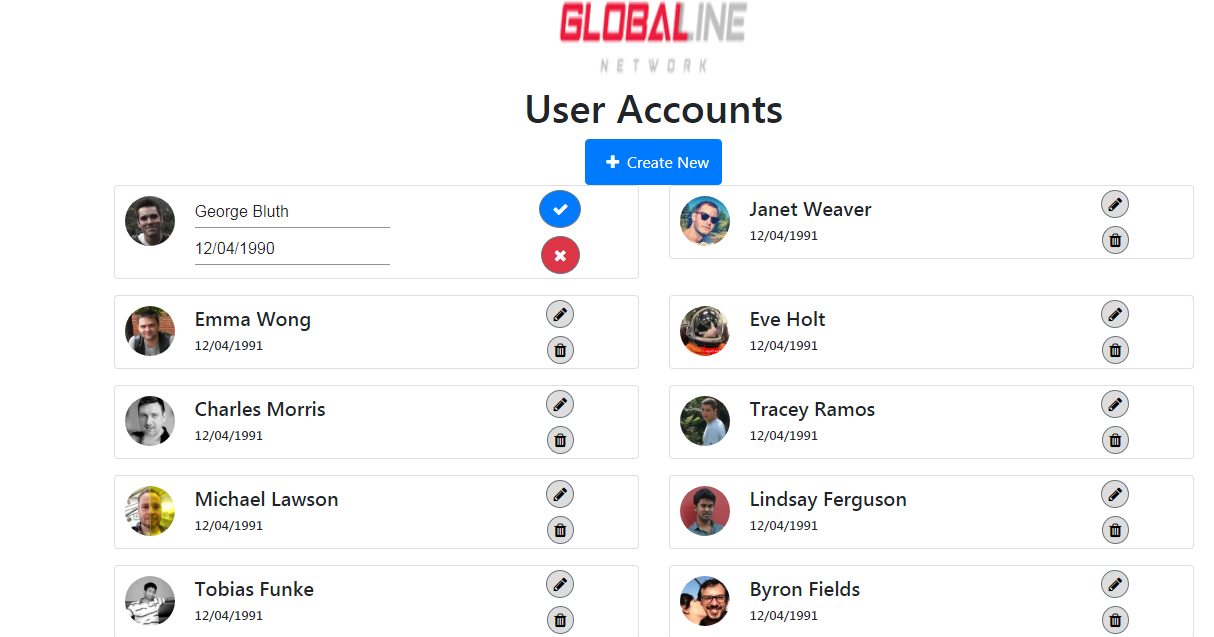 GLOBALINE
NETWORK
User Accounts
Create New
George Bluth
12/04/1990
Janet Weaver
12/04/1991
Emma Wong
12/04/1991
Eve Holt
12/04/1991
Charles Morris
12/04/1991
Tracey Ramos
12/04/1991
Michael Lawson
12/04/1991
Lindsay Ferguson
12/04/1991
Tobias Funke
12/04/1991
Byron Fields
12/04/1991